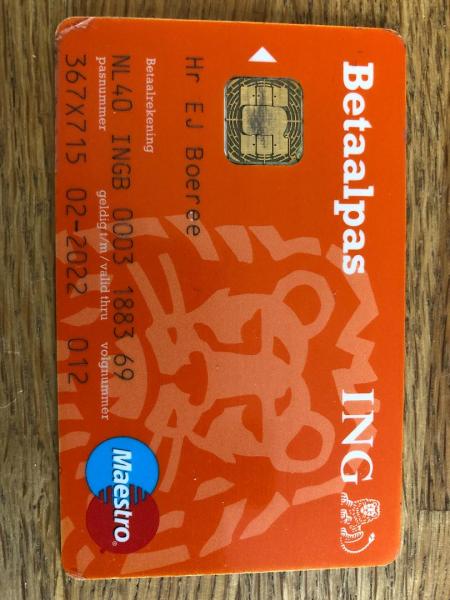 Betaalpas ING
Hr EJ Boeree
Betaalrekening
NL40 INGB 0003 1883 69
pasnummer geldig t/m / valid thru volgnummer
367X715 02-2022 012
Maestro